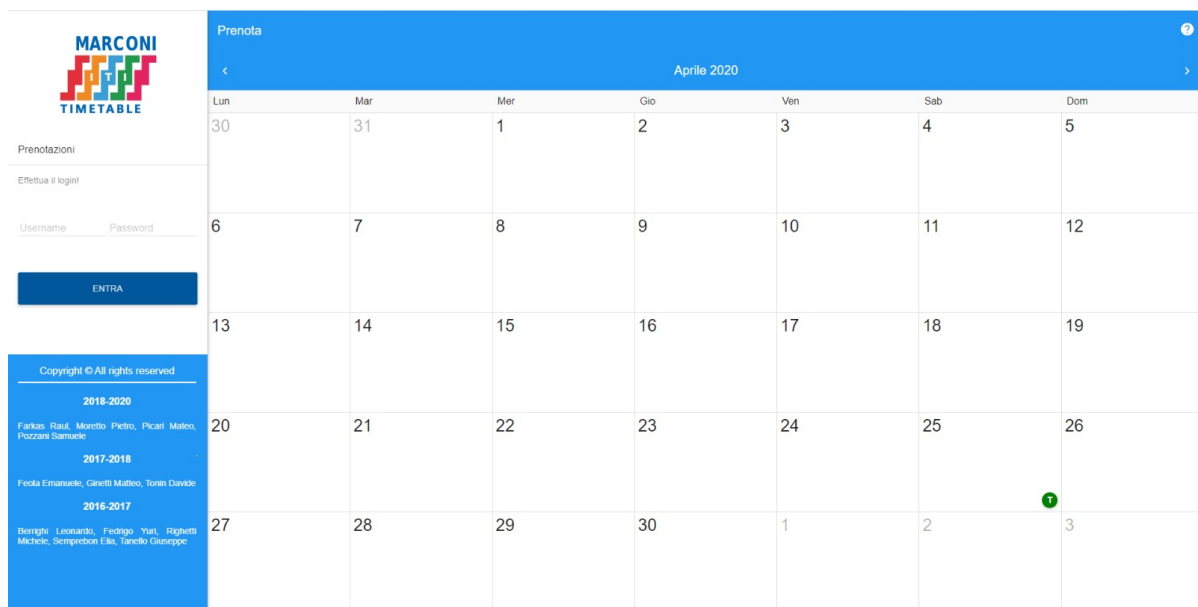 MARCONI
ITI
TIMETABLE
Prenotazioni
Effettua il login!
Username Password
ENTRA
Copyright © All rights reserved
2018-2020
Farkas Raul, Moretto Pietro, Picari Mateo,
Pozzani Samuele
2017-2018
Feola Emanuele, Ginetti Matteo, Tonin Davide
2016-2017
Berrighi Leonardo, Fedrigo Yuri, Righetti
Michele, Semprebon Elia, Tanello Giuseppe
Prenota ?
< Aprile 2020 >
Lun Mar Mer Gio Ven Sab Dom
30 31 1 2 3 4 5
6 7 8 9 10 11 12
13 14 15 16 17 18 19
20 21 22 23 24 25 26
T
27 28 29 30 1 2 3